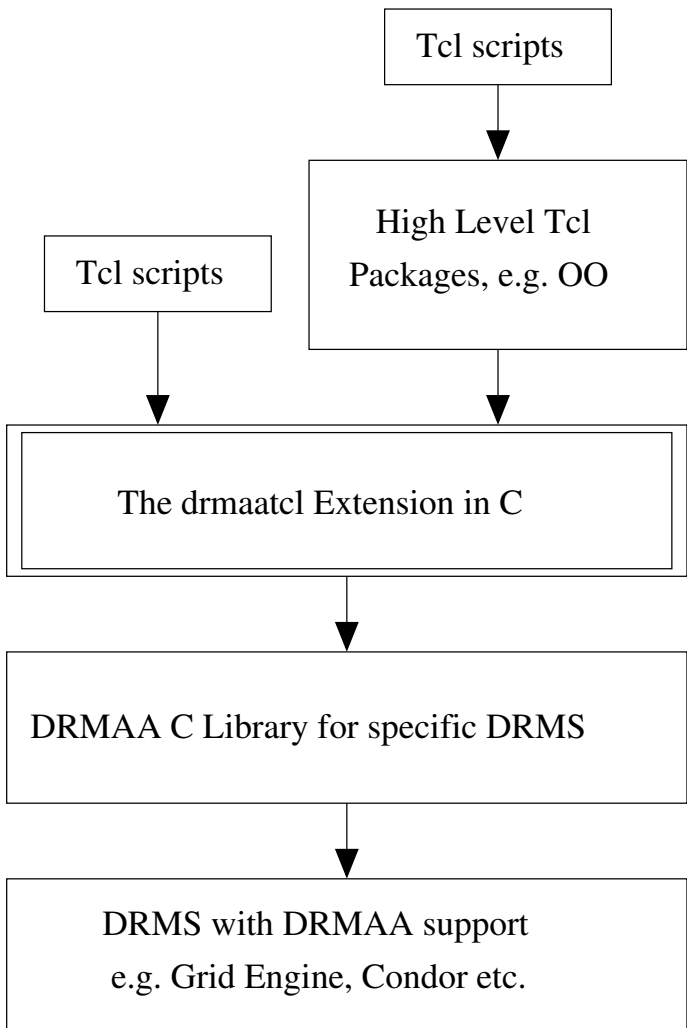 Tcl scripts
High Level Tcl
Packages, e.g. OO
Tcl scripts
The drmaatcl Extension in C
DRMAA C Library for specific DRMS
DRMS with DRMAA support
e.g. Grid Engine, Condor etc.